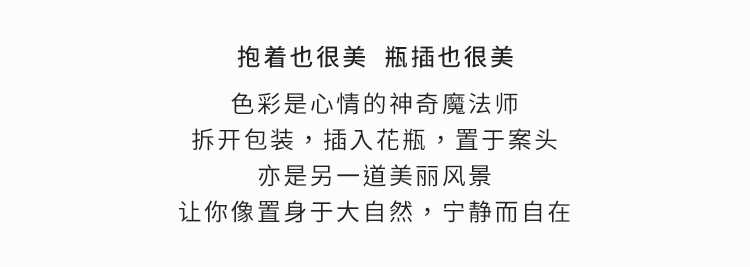 抱着也很美 瓶插也很美
色彩是心情的神奇魔法师
拆开包装，插入花瓶，置于案头
亦是另一道美丽风景
让你像置身于大自然，宁静而自在